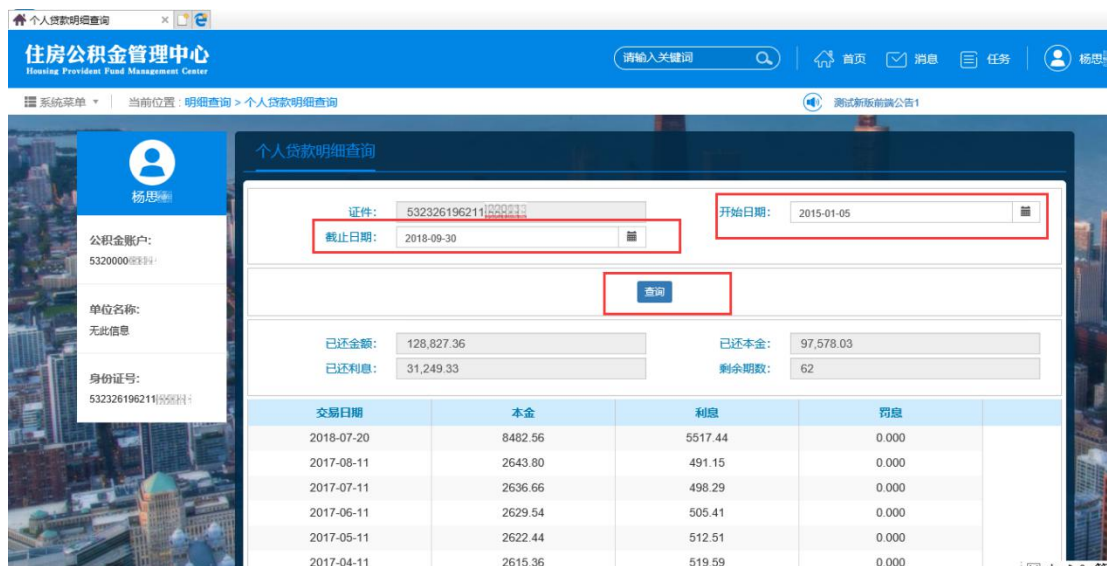 个人贷款明细查询
住房公积金管理中心
Housing Provident Fund Management Center
请输入关键词
首页 消息 任务 杨思
系统菜单 当前位置：明细查询 > 个人贷款明细查询 测试新版前端公告1
杨思
公积金账户：
5320000
单位名称：
无此信息
身份证号：
532326196211
个人贷款明细查询
证件： 532326196211 开始日期： 2015-01-05
截止日期： 2018-09-30
查询
已还金额： 128,827.36 已还本金： 97,578.03
已还利息： 31,249.33 剩余期数： 62
交易日期 本金 利息 罚息
2018-07-20 8482.56 5517.44 0.000
2017-08-11 2643.80 491.15 0.000
2017-07-11 2636.66 498.29 0.000
2017-06-11 2629.54 505.41 0.000
2017-05-11 2622.44 512.51 0.000
2017-04-11 2615.36 519.59 0.000